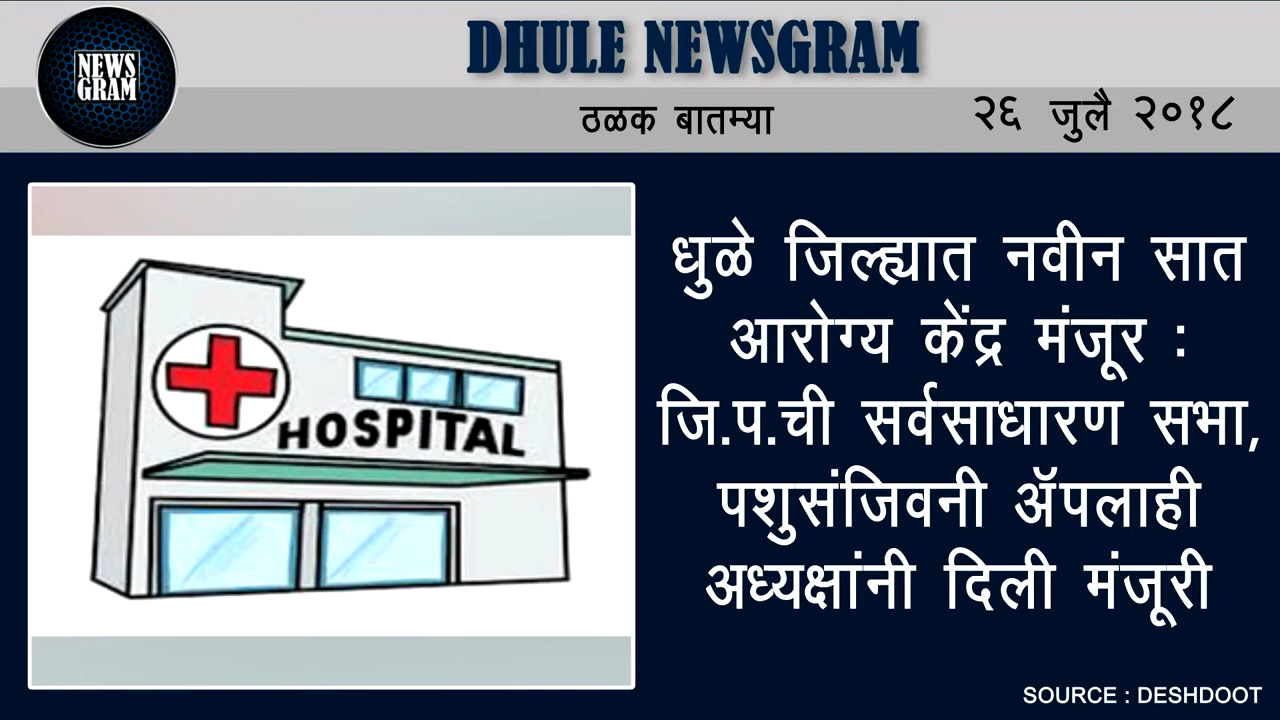 NEWS
GRAM
DHULE NEWSGRAM
ठळक बातम्या
२६ जुलै २०१८
HOSPITAL
धुळे जिल्ह्यात नवीन सात
आरोग्य केंद्र मंजूर :
जि.प.ची सर्वसाधारण सभा,
पशुसंजिवनी ॲपलाही
अध्यक्षांनी दिली मंजूरी
SOURCE : DESHDOOT